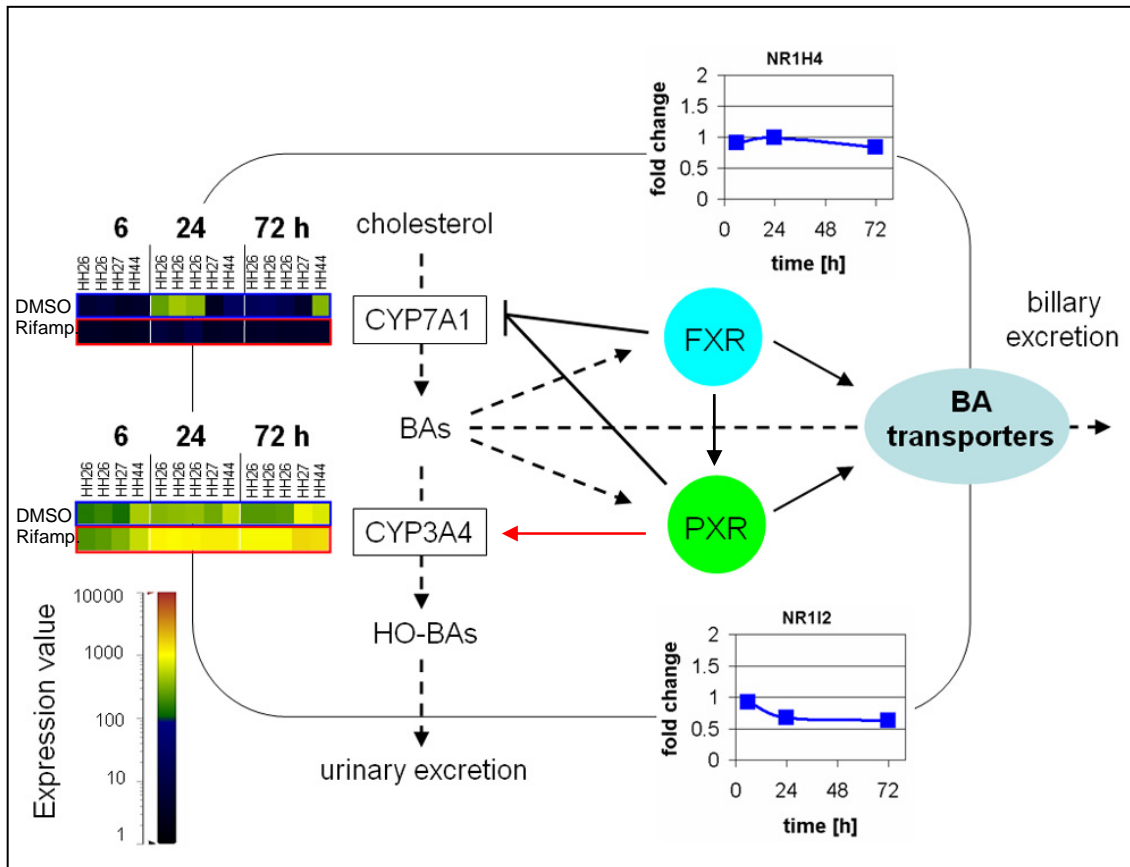 NR1H4
fold change
2
1.5
1
0.5
0
0 24 48 72
time [h]
6 24 72 h
HH26 HH26 HH27 HH44 HH26 HH26 HH26 HH27 HH44 HH26 HH26 HH26 HH27 HH44
DMSO
Rifamp.
cholesterol
CYP7A1
FXR
billary
excretion
BAs
BA
transporters
6 24 72 h
HH26 HH26 HH27 HH44 HH26 HH26 HH26 HH27 HH44 HH26 HH26 HH26 HH27 HH44
DMSO
Rifamp.
CYP3A4
PXR
Expression value
10000
1000
100
10
1
HO-BAs
urinary excretion
NR1I2
fold change
2
1.5
1
0.5
0
0 24 48 72
time [h]